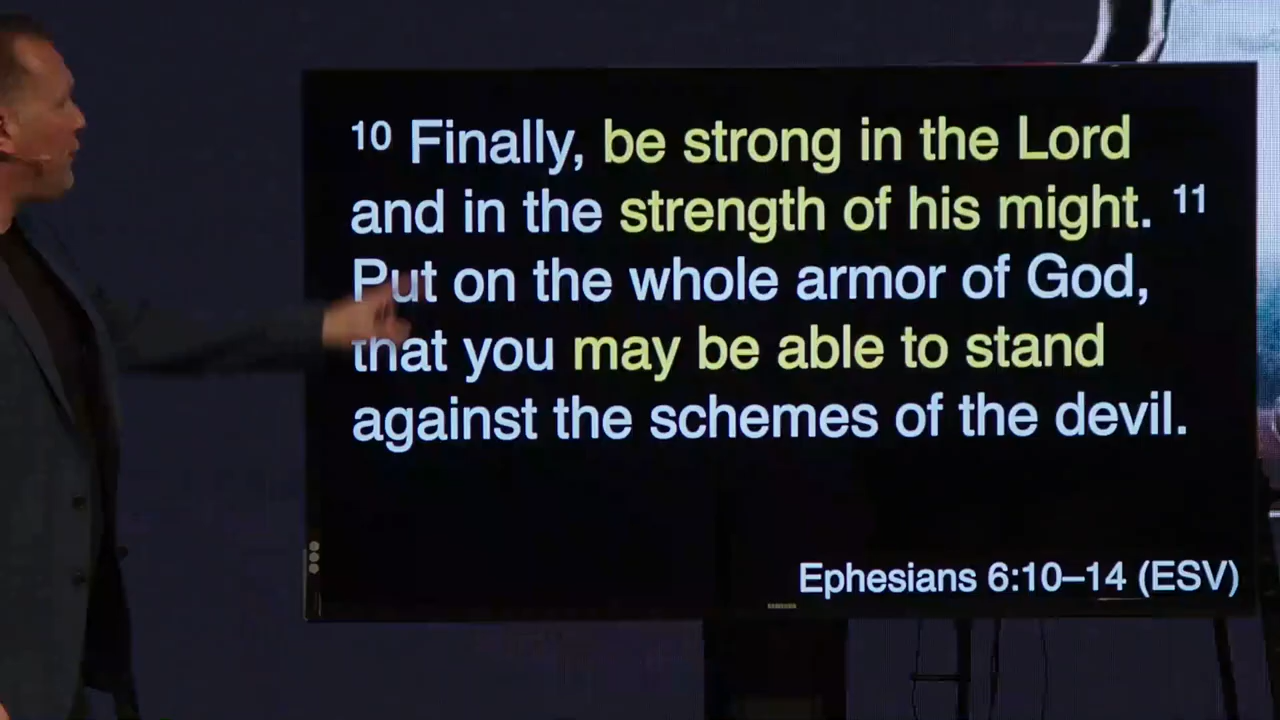 10 Finally, be strong in the Lord
and in the strength of his might. 11
Put on the whole armor of God,
that you may be able to stand
against the schemes of the devil.
Ephesians 6:10–14 (ESV)